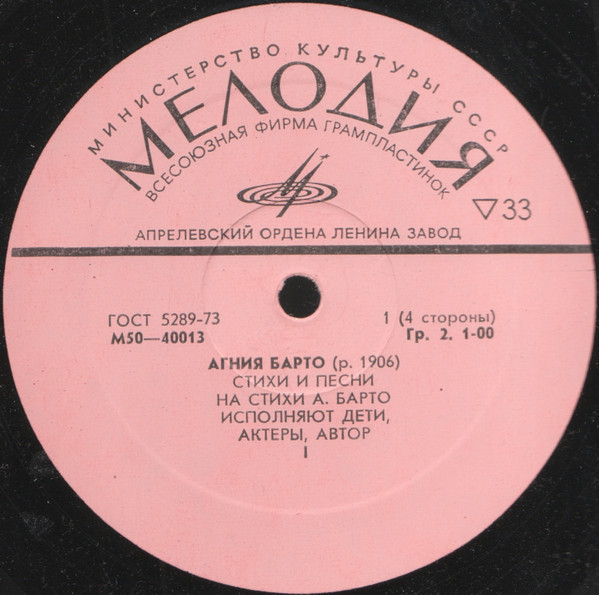 МИНИСТЕРСТВО КУЛЬТУРЫ СССР
МЕЛОДИЯ
ВСЕСОЮЗНАЯ ФИРМА ГРАМПЛАСТИНОК
▽33
АПРЕЛЕВСКИЙ ОРДЕНА ЛЕНИНА ЗАВОД
ГОСТ 5289-73 1 (4 стороны)
М50—40013 Гр. 2. 1-00
АГНИЯ БАРТО (р. 1906)
СТИХИ И ПЕСНИ
НА СТИХИ А. БАРТО
ИСПОЛНЯЮТ ДЕТИ,
АКТЕРЫ, АВТОР
I